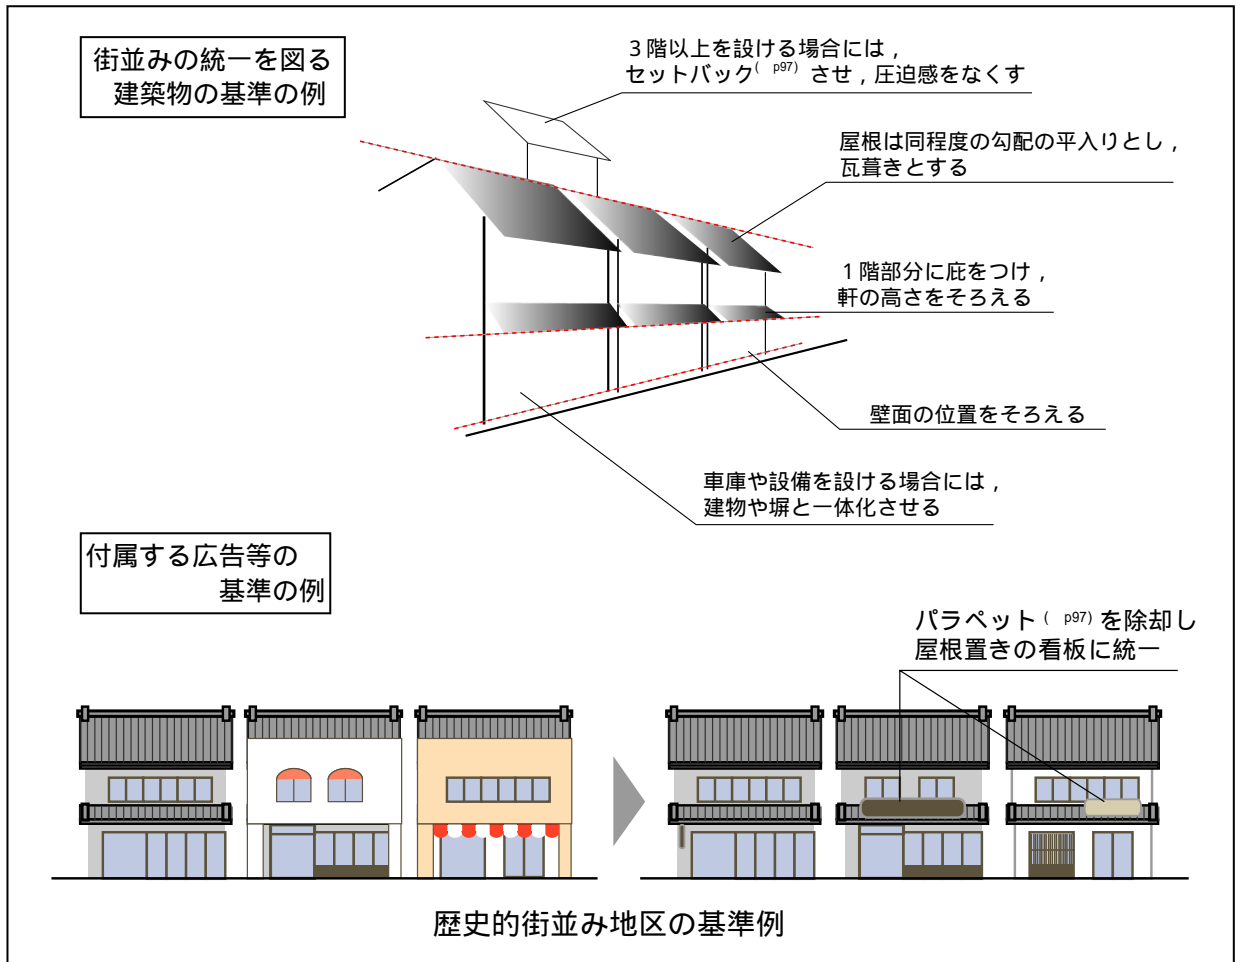 街並みの統一を図る
建築物の基準の例
3階以上を設ける場合には，
セットバック( p97) させ，圧迫感をなくす
屋根は同程度の勾配の平入りとし，
瓦葺きとする
1階部分に庇をつけ，
軒の高さをそろえる
壁面の位置をそろえる
車庫や設備を設ける場合には，
建物や塀と一体化させる
付属する広告等の
基準の例
パラペット( p97)を除却し
屋根置きの看板に統一
歴史的街並み地区の基準例